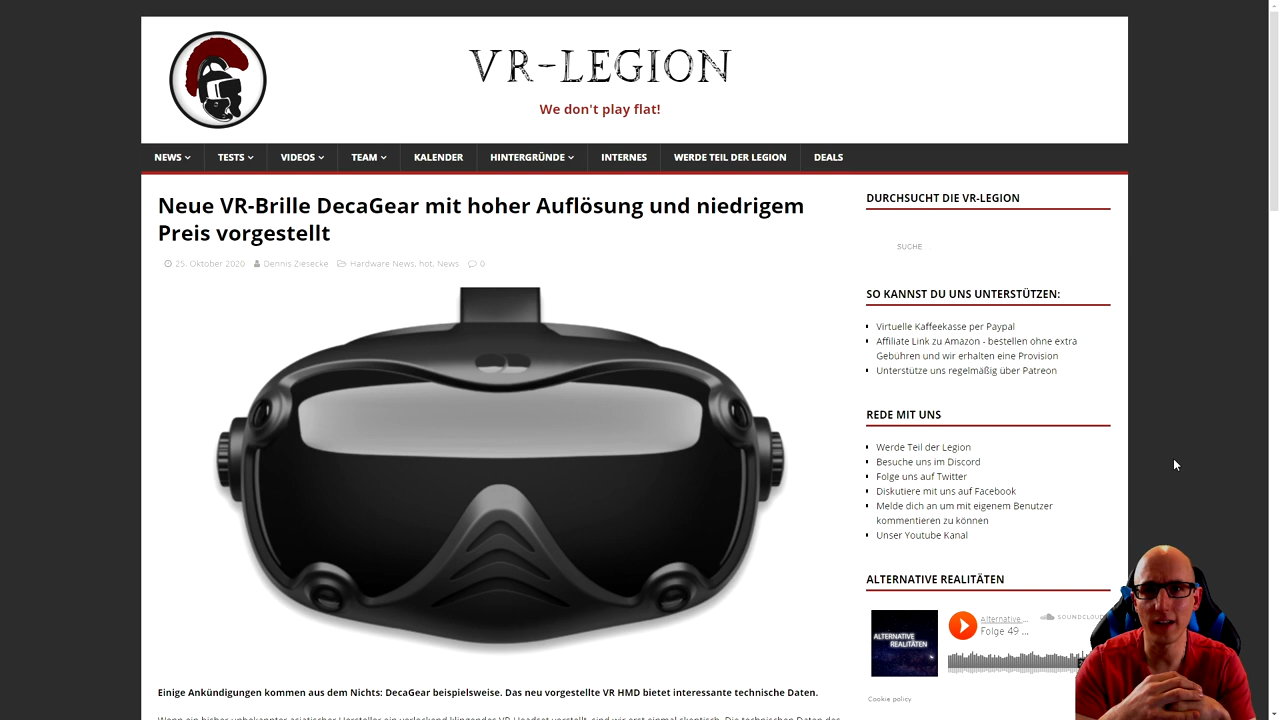 VR-LEGION
We don't play flat!
NEWS TESTS VIDEOS TEAM KALENDER HINTERGRÜNDE INTERNES WERDE TEIL DER LEGION DEALS
Neue VR-Brille DecaGear mit hoher Auflösung und niedrigem
Preis vorgestellt
25. Oktober 2020 Dennis Ziesecke Hardware News, hot, News 0
Einige Ankündigungen kommen aus dem Nichts: DecaGear beispielsweise. Das neu vorgestellte VR HMD bietet interessante technische Daten.
DURCHSUCHT DIE VR-LEGION
SUCHE
SO KANNST DU UNS UNTERSTÜTZEN:
Virtuelle Kaffeekasse per Paypal
Affiliate Link zu Amazon - bestellen ohne extra
Gebühren und wir erhalten eine Provision
Unterstütze uns regelmäßig über Patreon
REDE MIT UNS
Werde Teil der Legion
Besuche uns im Discord
Folge uns auf Twitter
Diskutiere mit uns auf Facebook
Melde dich an um mit eigenem Benutzer
kommentieren zu können
Unser Youtube Kanal
ALTERNATIVE REALITÄTEN
ALTERNATIVE
REALITÄTEN
Alternative ...
SOUNDCLOUD
Folge 49 ...
Cookie policy